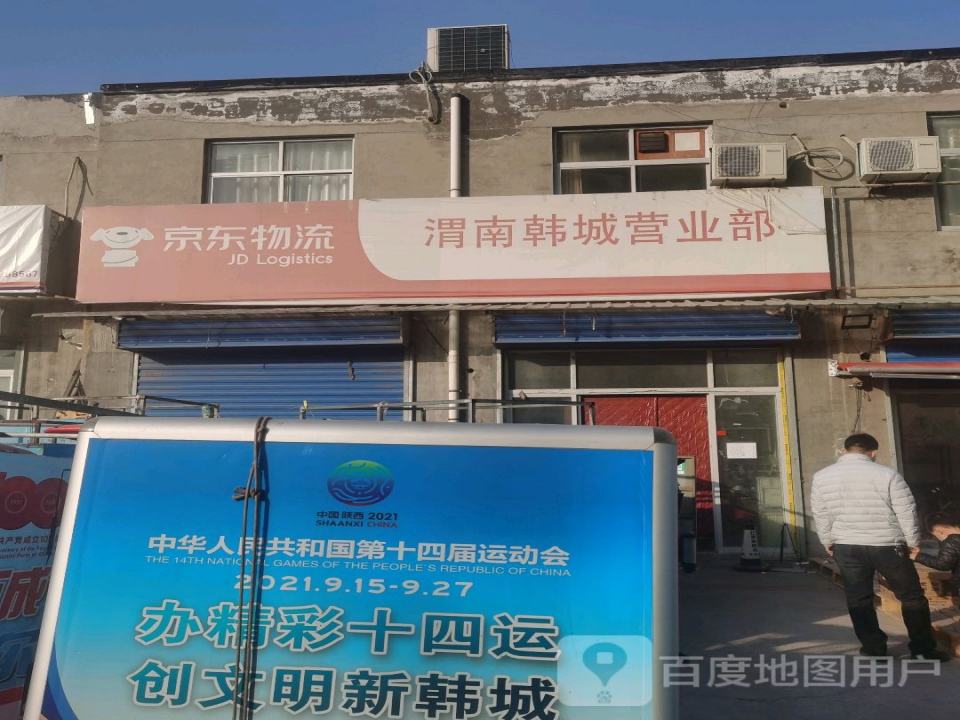 京东物流
JD Logistics
渭南韩城营业部
中国·陕西 2021
SHAANXI CHINA
中华人民共和国第十四届运动会
THE 14TH NATIONAL GAMES OF THE PEOPLE'S REPUBLIC OF CHINA
2021.9.15-9.27
办精彩十四运
创文明新韩城
百度地图用户